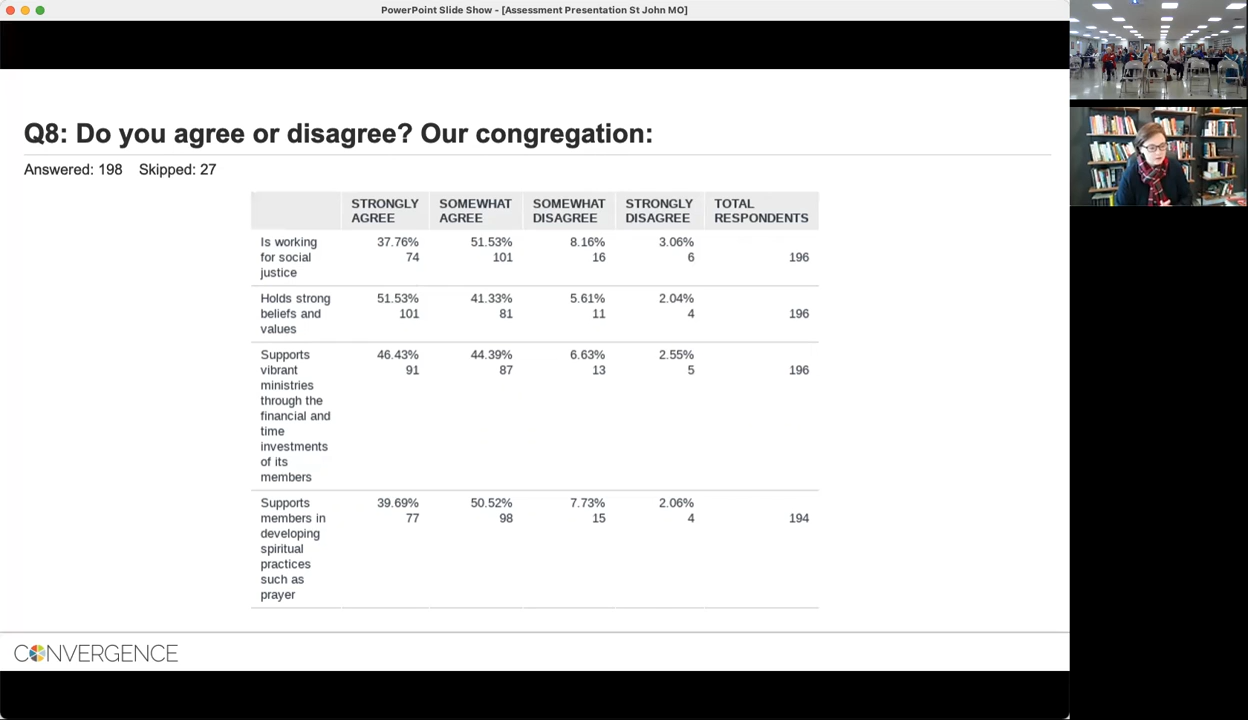 PowerPoint Slide Show - [Assessment Presentation St John MO]
Q8: Do you agree or disagree? Our congregation:
Answered: 198 Skipped: 27
STRONGLY AGREE SOMEWHAT AGREE SOMEWHAT DISAGREE STRONGLY DISAGREE TOTAL RESPONDENTS
Is working 37.76% 51.53% 8.16% 3.06%
for social 74 101 16 6 196
justice
Holds strong 51.53% 41.33% 5.61% 2.04%
beliefs and 101 81 11 4 196
values
Supports 46.43% 44.39% 6.63% 2.55%
vibrant 91 87 13 5 196
ministries
through the
financial and
time
investments
of its
members
Supports 39.69% 50.52% 7.73% 2.06%
members in 77 98 15 4 194
developing
spiritual
practices
such as
prayer
CONVERGENCE